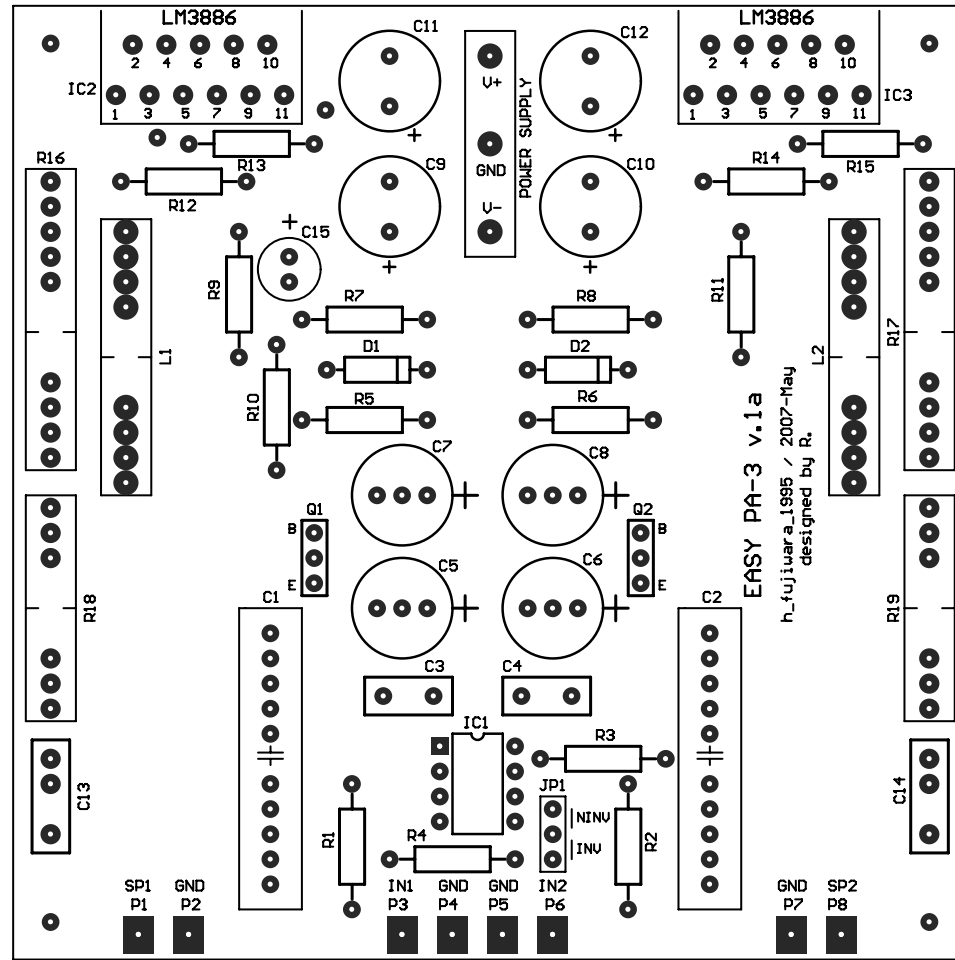 LM3886
LM3886
C11
C12
2 4 6 8 10
2 4 6 8 10
V+
IC2
IC3
1 3 5 7 9 11
1 3 5 7 9 11
+
+
POWER SUPPLY
R16
R13
R14
R15
C9
GND
C10
R12
V-
+
C15
+
+
R9
R11
R7
R8
R17
L1
L2
D1
D2
R10
R5
R6
C7
C8
+
+
EASY PA-3 v.1a
h_fujiwara_1995 / 2007-May
designed by R.
Q1
Q2
B
B
C5
C6
E
E
+
+
R18
R19
C1
C2
C3
C4
IC1
R3
C13
C14
JP1
NINV
INV
R1
R4
R2
SP1 GND
P1 P2
IN1 GND GND IN2
P3 P4 P5 P6
GND SP2
P7 P8